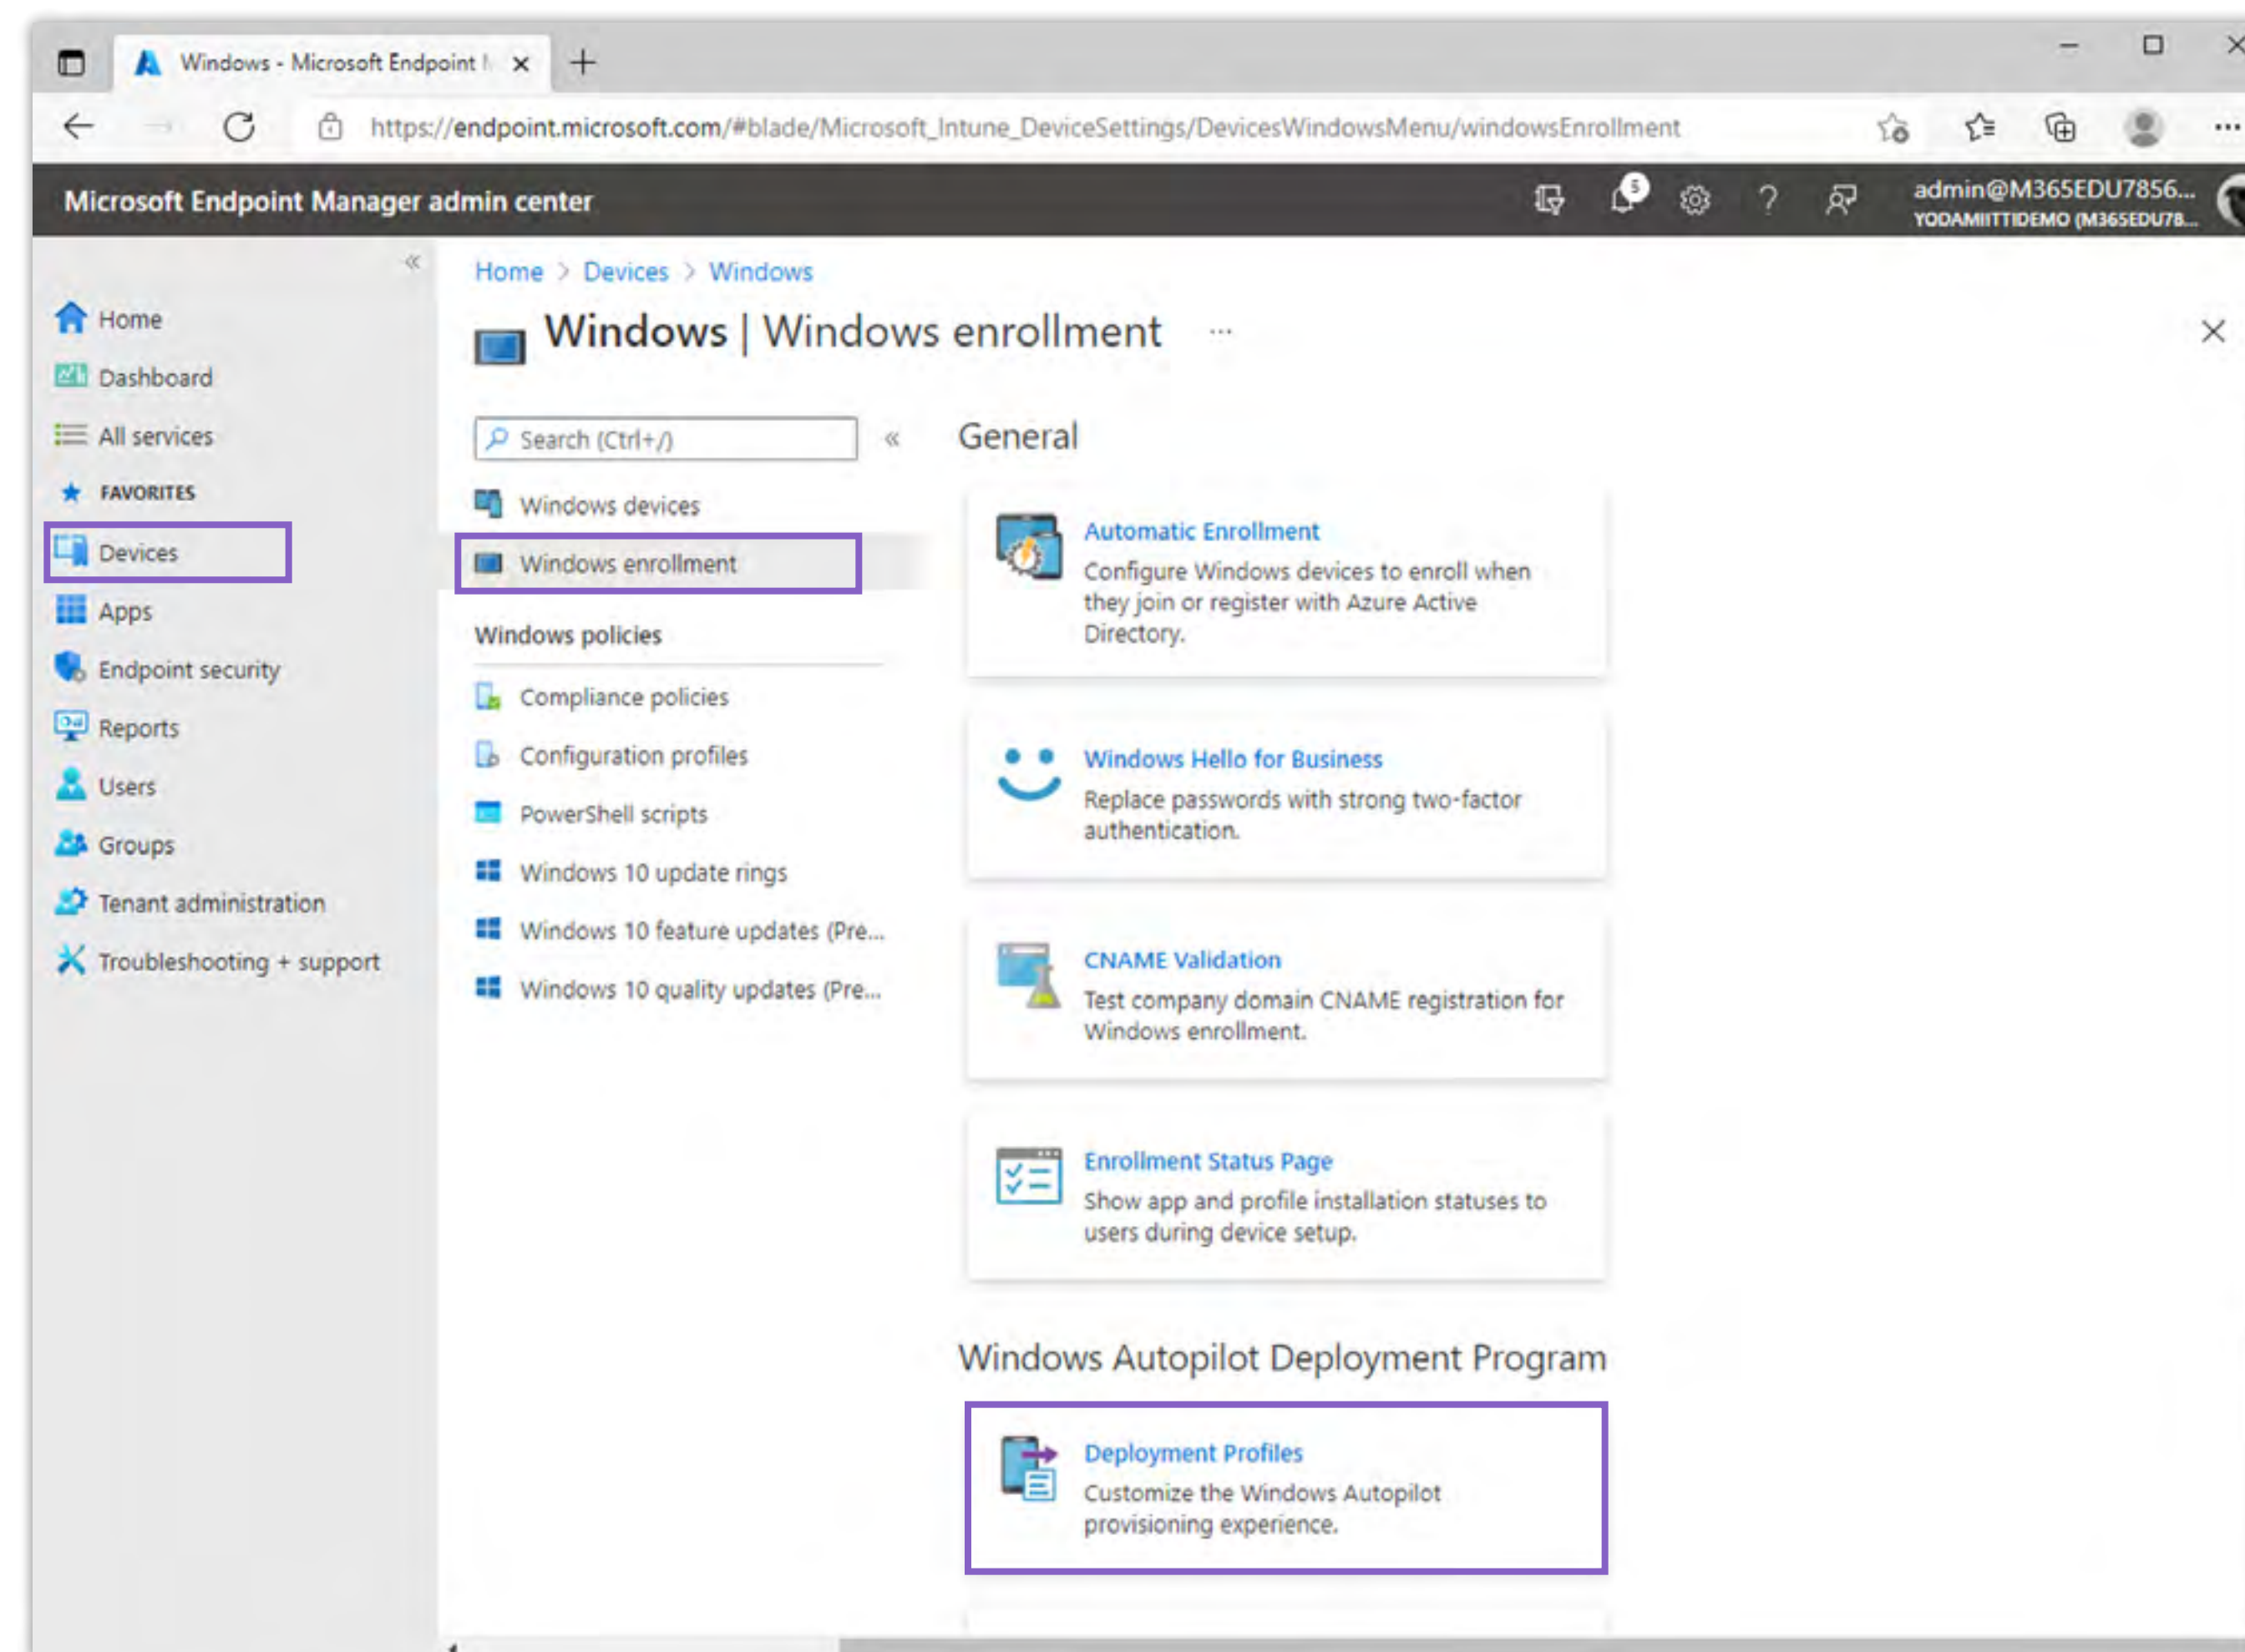 Windows - Microsoft Endpoint
https://endpoint.microsoft.com/#blade/Microsoft_Intune_DeviceSettings/DevicesWindowsMenu/windowsEnrollment
Microsoft Endpoint Manager admin center
5
?
admin@M365EDU7856...
YODAMIITTIDEMO (M365EDU78...
Home
Dashboard
All services
FAVORITES
Devices
Apps
Endpoint security
Reports
Users
Groups
Tenant administration
Troubleshooting + support
Home > Devices > Windows
Windows | Windows enrollment ...
Search (Ctrl+/)
Windows devices
Windows enrollment
Windows policies
Compliance policies
Configuration profiles
PowerShell scripts
Windows 10 update rings
Windows 10 feature updates (Pre...
Windows 10 quality updates (Pre...
General
Automatic Enrollment
Configure Windows devices to enroll when
they join or register with Azure Active
Directory.
Windows Hello for Business
Replace passwords with strong two-factor
authentication.
CNAME Validation
Test company domain CNAME registration for
Windows enrollment.
Enrollment Status Page
Show app and profile installation statuses to
users during device setup.
Windows Autopilot Deployment Program
Deployment Profiles
Customize the Windows Autopilot
provisioning experience.